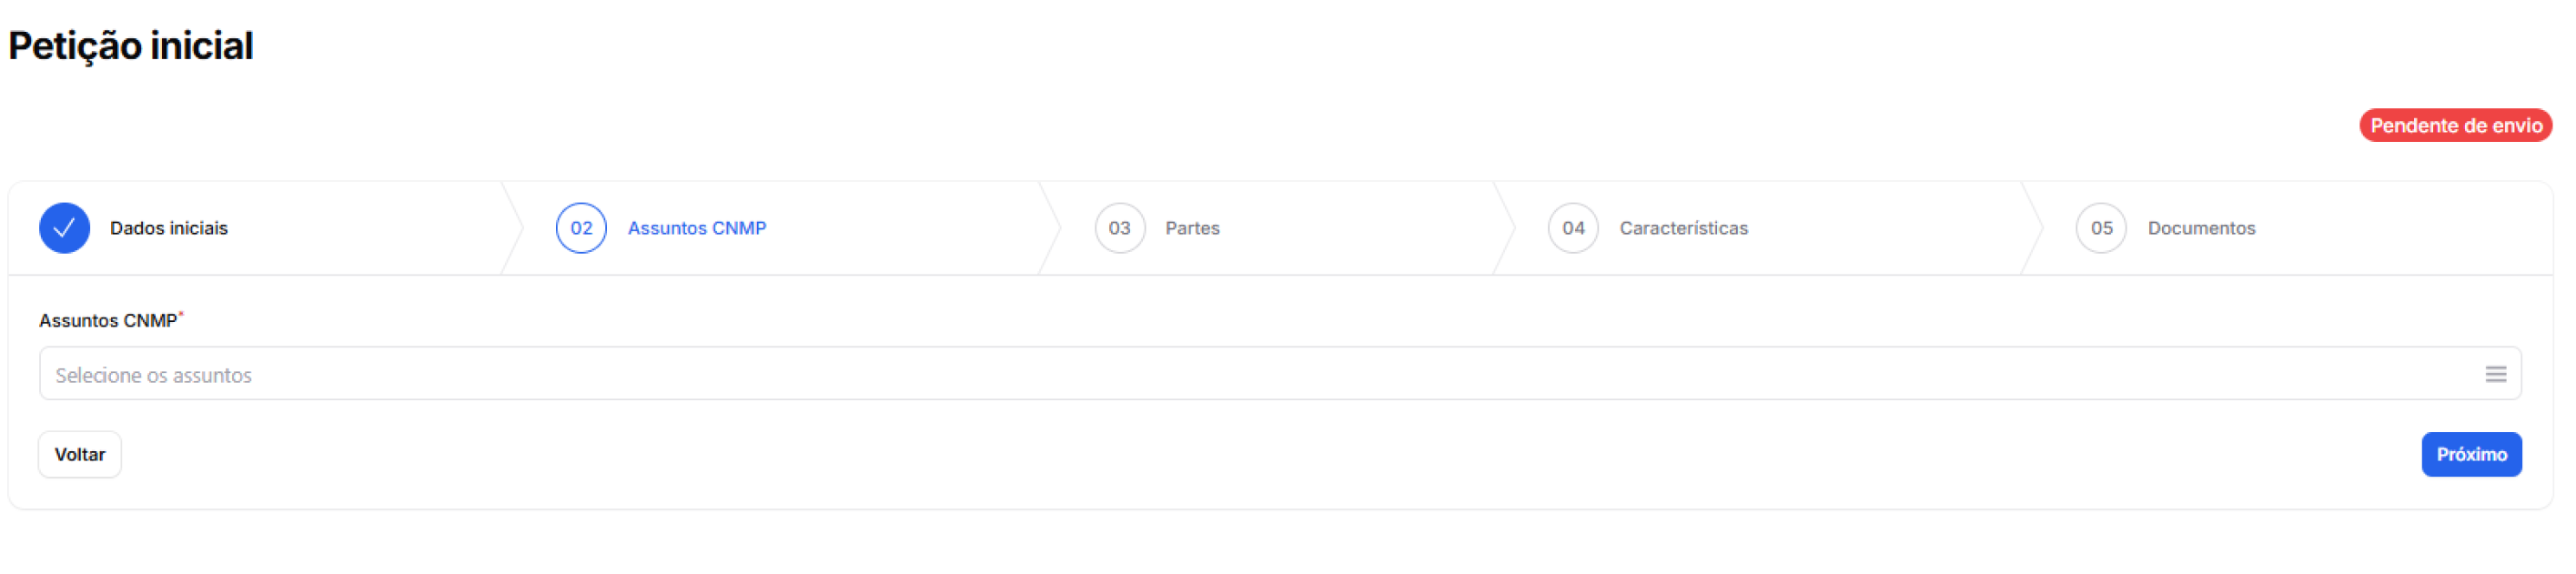 Petição inicial
Pendente de envio
Dados iniciais
02 Assuntos CNMP
03 Partes
04 Características
05 Documentos
Assuntos CNMP*
Selecione os assuntos
Voltar
Próximo